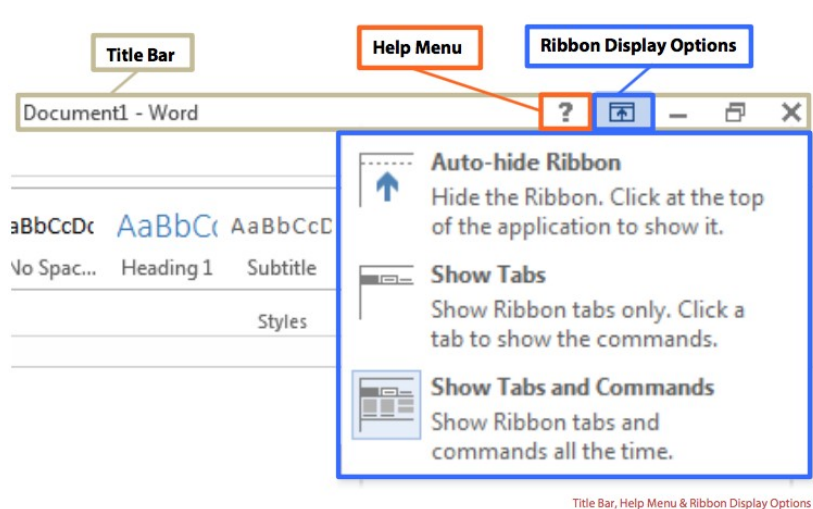 Title Bar
Help Menu
Ribbon Display Options
Document1 - Word
?
Auto-hide Ribbon
Hide the Ribbon. Click at the top
of the application to show it.
AaBbCcD
No Spac... Heading 1 Subtitle
Styles
Show Tabs
Show Ribbon tabs only. Click a
tab to show the commands.
Show Tabs and Commands
Show Ribbon tabs and
commands all the time.
Title Bar, Help Menu & Ribbon Display Options